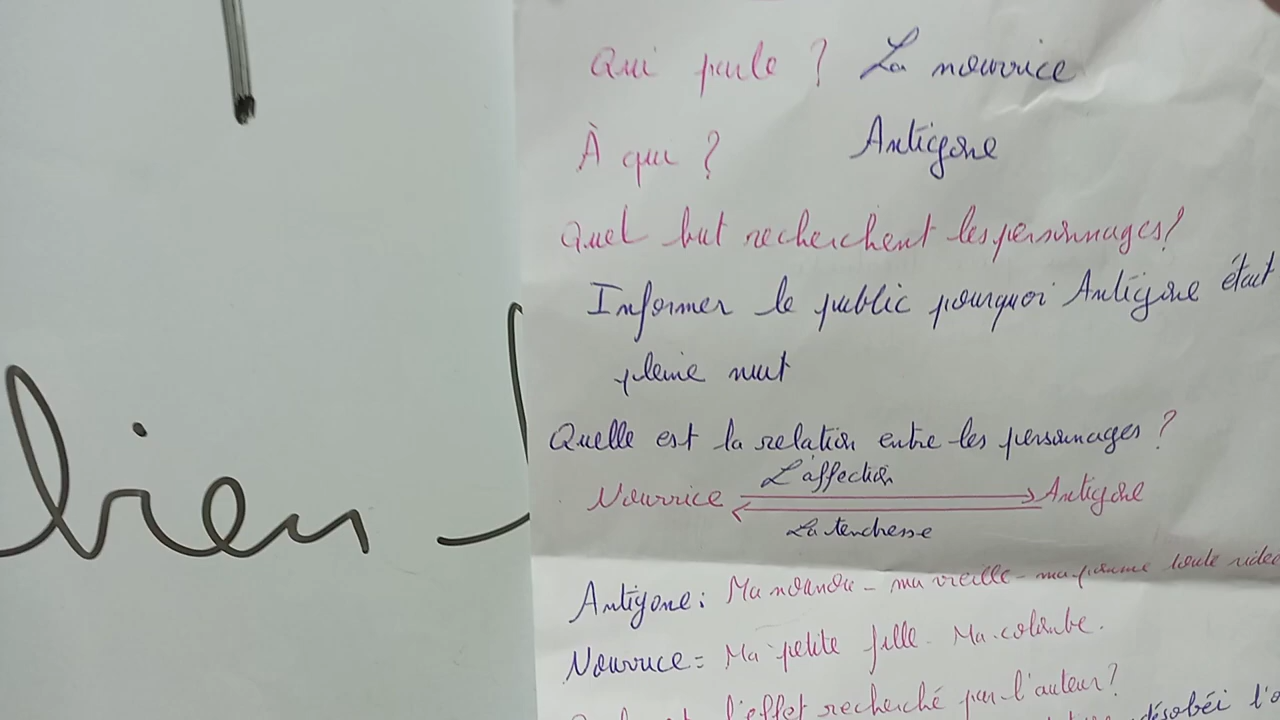 bien
Qui parle ? La nourrice
À qui ? Antigone
Quel but recherchent les personnages ?
Informer le public pourquoi Antigone était
pleine nuit
Quelle est la relation entre les personnages ?
L'affection
Nourrice Antigone
La tendresse
Antigone : Ma nounou - ma vieille - ma pomme toute ridée
Nourrice = Ma petite fille - Ma colombe.
l'effet recherché par l'auteur ?
désobéi